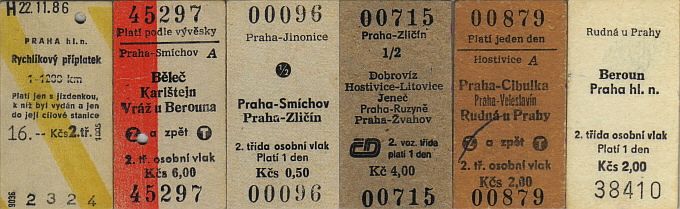 H22.11.86
PRAHA hl.n.
Rychlíkový příplatek
1-1200 km
Platí jen s jízdenkou,
k níž byl vydán a jen
do její cílové stanice
16.-- Kčs 2.tř.
9036 2324
45297
Platí podle vývěsky
Praha-Smíchov A
Běleč
Karlštejn
Vráž u Berouna
Z a zpět T
2. tř. osobní vlak
Kčs 6,00
45297
00096
Praha-Jinonice
½
Praha-Smíchov
Praha-Zličín
2. třída osobní vlak
Platí 1 den
Kčs 0,50
00096
00715
Praha-Zličín
1/2
Dobrovíz
Hostivice-Litovice
Jeneč
Praha-Ruzyně
Praha-Žvahov
ČD 2. voz. třída
platí 1 den
Kč 4,00
00715
00879
Platí jeden den
Hostivice A
Praha-Cibulka
Praha-Veleslavín
Rudná u Prahy
Z a zpět T
2. tř. osobní vlak
Kčs 2,00
00879
Rudná u Prahy
Beroun
Praha hl. n.
2. třída osobní vlak
Platí 1 den
Kčs 2,00
38410